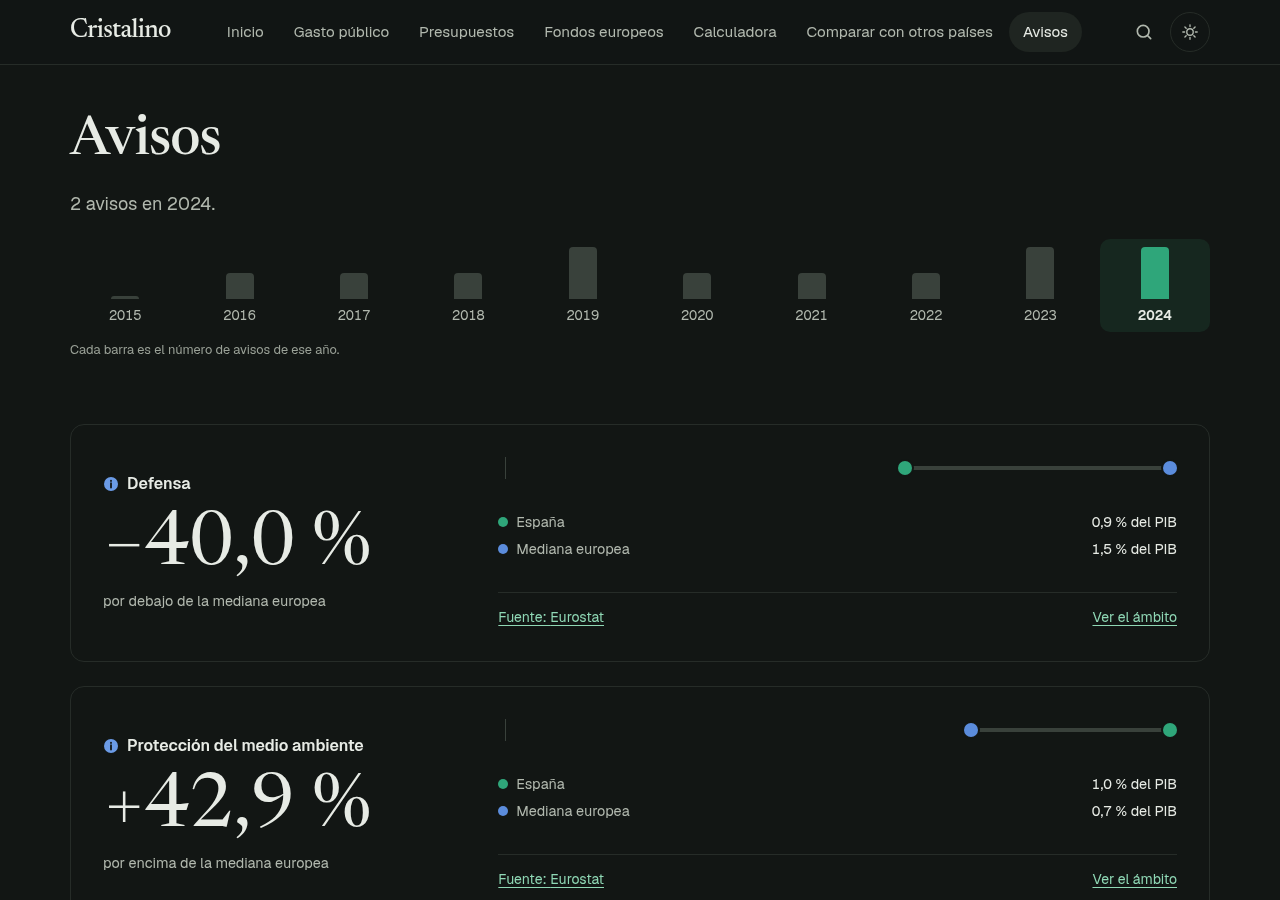 Cristalino
Inicio
Gasto público
Presupuestos
Fondos europeos
Calculadora
Comparar con otros países
Avisos
Avisos
2 avisos en 2024.
2015 2016 2017 2018 2019 2020 2021 2022 2023 2024
Cada barra es el número de avisos de ese año.
Defensa
−40,0 %
por debajo de la mediana europea
España 0,9 % del PIB
Mediana europea 1,5 % del PIB
Fuente: Eurostat Ver el ámbito
Protección del medio ambiente
+42,9 %
por encima de la mediana europea
España 1,0 % del PIB
Mediana europea 0,7 % del PIB
Fuente: Eurostat Ver el ámbito